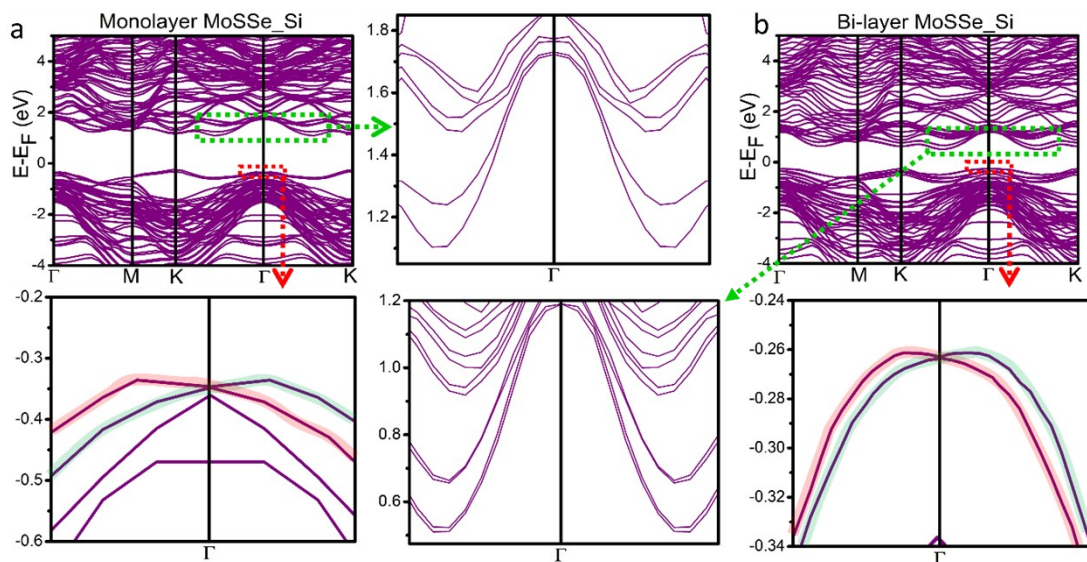 a
Monolayer MoSSe_Si
E-E_F (eV)
4
2
0
-2
-4
Γ
M
K
Γ
K
1.8
1.6
1.4
1.2
Γ
b
Bi-layer MoSSe_Si
E-E_F (eV)
4
2
0
-2
-4
Γ
M
K
Γ
K
-0.2
-0.3
-0.4
-0.5
-0.6
Γ
1.2
1.0
0.8
0.6
Γ
-0.24
-0.26
-0.28
-0.30
-0.32
-0.34
Γ